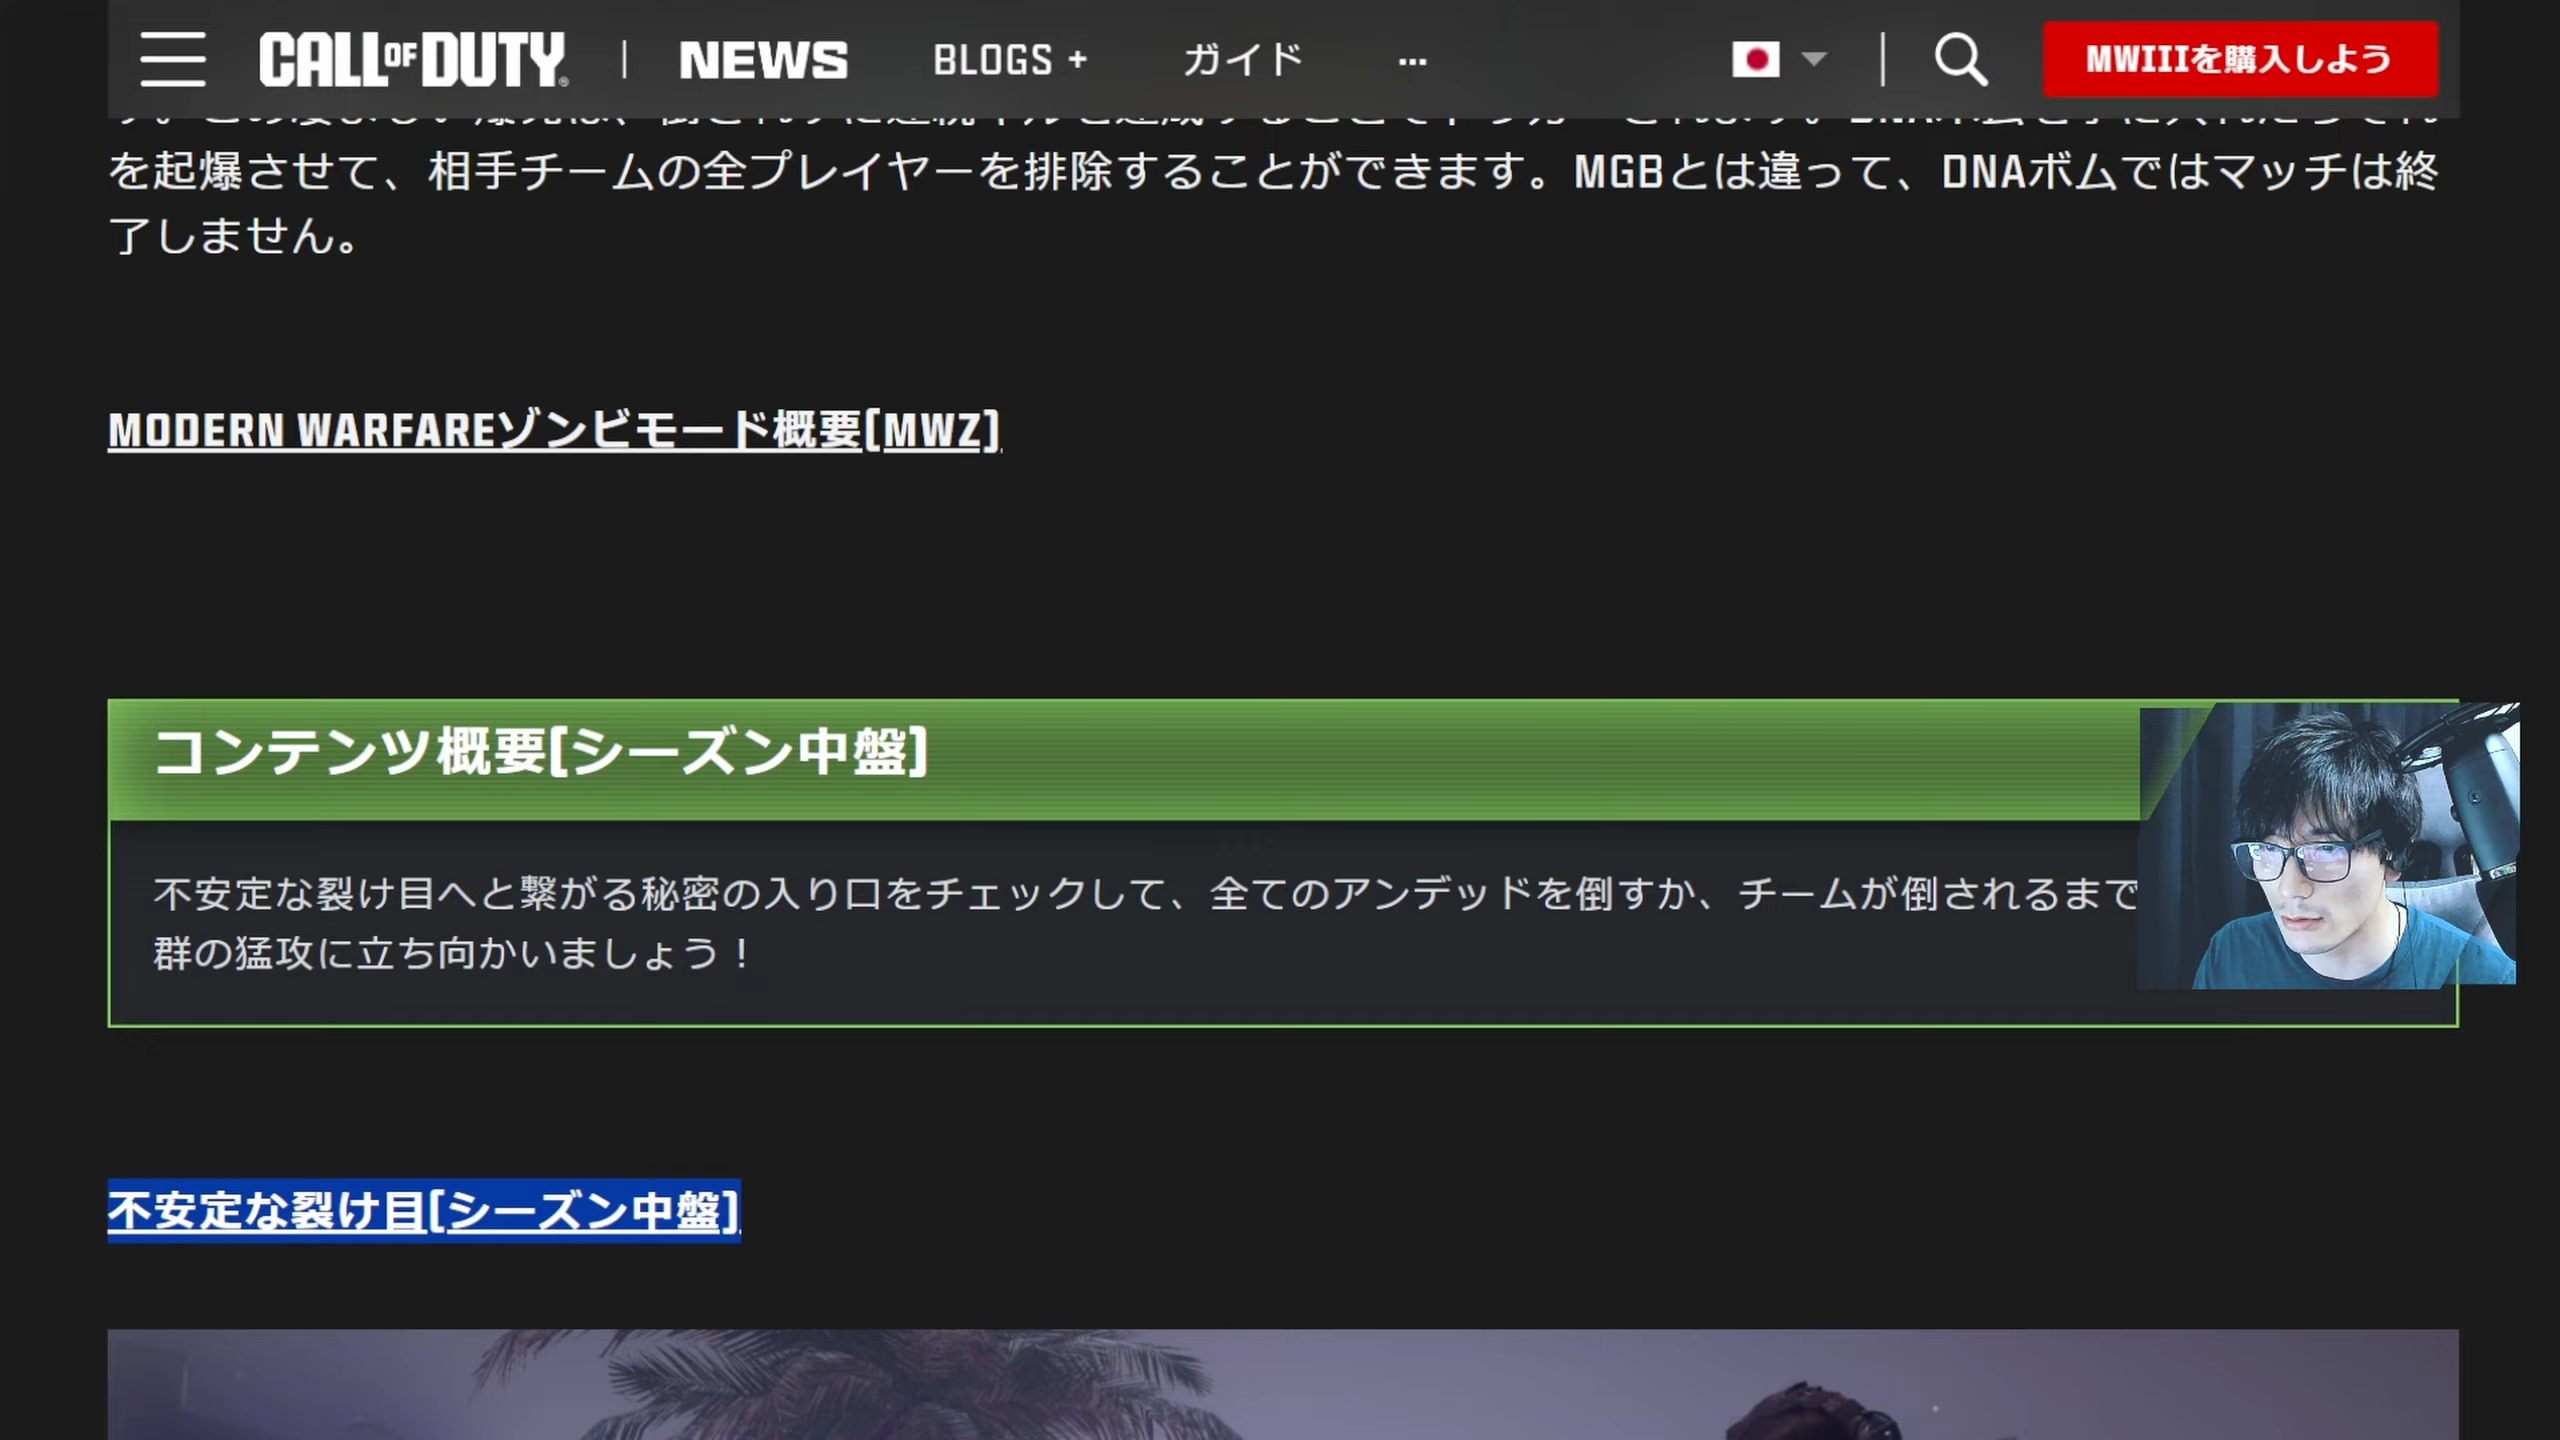 CALL OF DUTY
NEWS
BLOGS +
ガイド
...
MWIIIを購入しよう
を起爆させて、相手チームの全プレイヤーを排除することができます。MGBとは違って、DNAボムではマッチは終
了しません。
MODERN WARFAREゾンビモード概要[MWZ]
コンテンツ概要[シーズン中盤]
不安定な裂け目へと繋がる秘密の入り口をチェックして、全てのアンデッドを倒すか、チームが倒されるまで
群の猛攻に立ち向かいましょう！
不安定な裂け目[シーズン中盤]